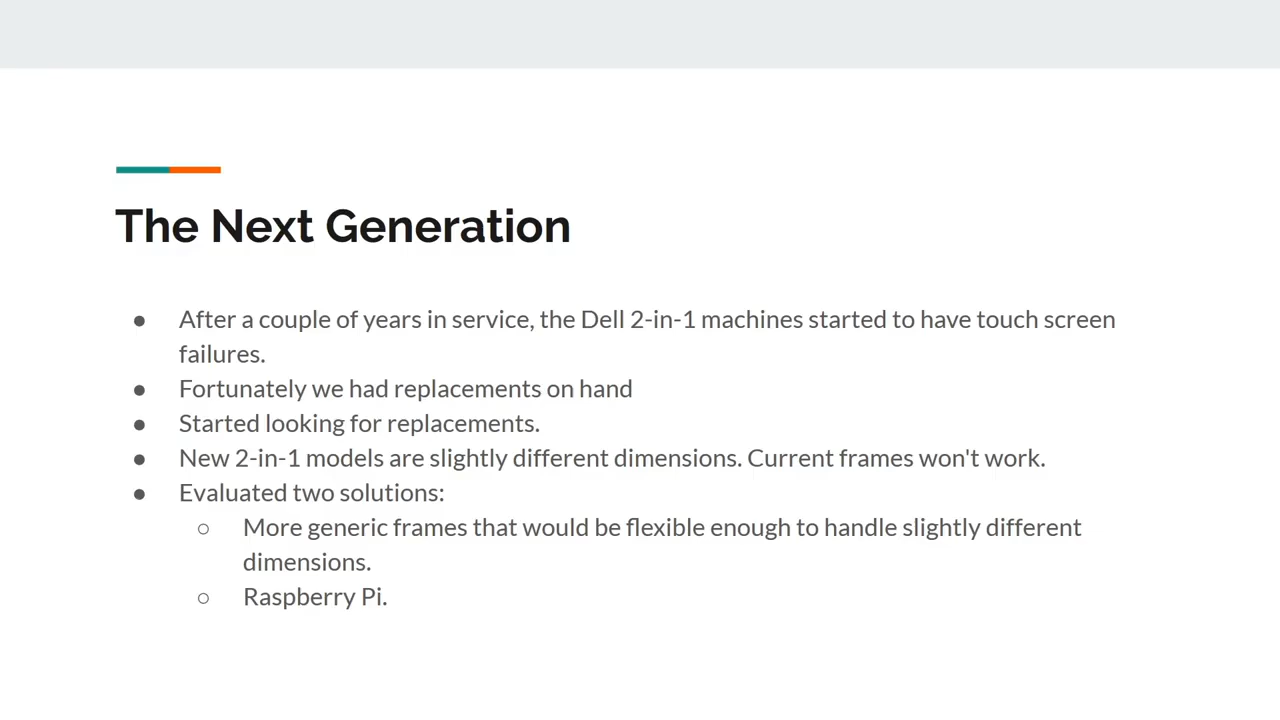 The Next Generation
● After a couple of years in service, the Dell 2-in-1 machines started to have touch screen
failures.
● Fortunately we had replacements on hand
● Started looking for replacements.
● New 2-in-1 models are slightly different dimensions. Current frames won't work.
● Evaluated two solutions:
○ More generic frames that would be flexible enough to handle slightly different
dimensions.
○ Raspberry Pi.